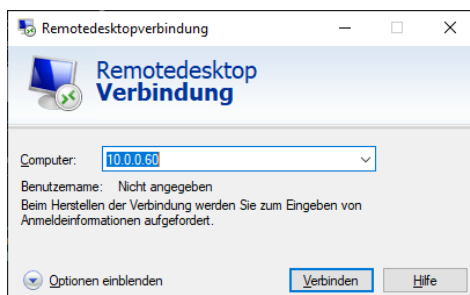 Remotedesktopverbindung
Remotedesktop
Verbindung
Computer: 10.0.0.60
Benutzername: Nicht angegeben
Beim Herstellen der Verbindung werden Sie zum Eingeben von
Anmeldeinformationen aufgefordert.
Optionen einblenden Verbinden Hilfe